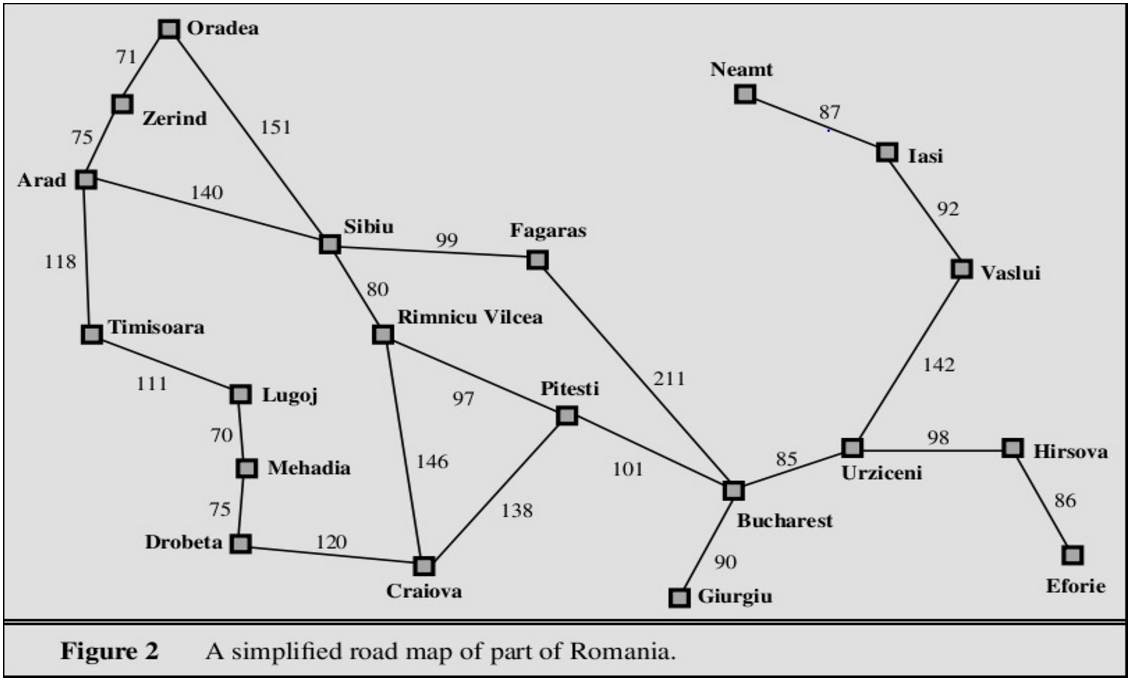 Oradea
71
Neamt
87
Zerind
151
75
Iasi
Arad
140
92
Sibiu
Fagaras
99
118
Vaslui
80
Timisoara
Rimnicu Vilcea
142
111
211
Lugoj
97
Pitesti
70
98
146
101
85
Hirsova
Mehadia
Urziceni
75
138
86
Bucharest
Drobeta
120
90
Craiova
Giurgiu
Eforie
Figure 2 A simplified road map of part of Romania.